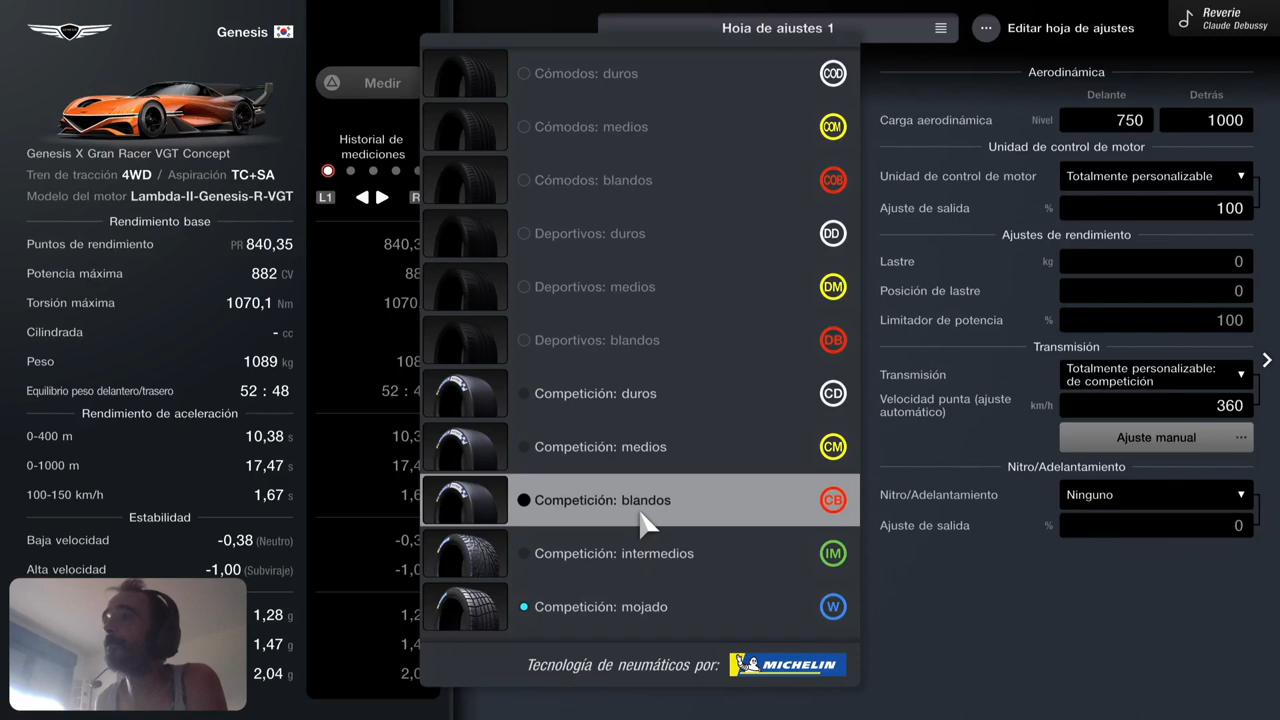 Genesis
Genesis X Gran Racer VGT Concept
Tren de tracción 4WD / Aspiración TC+SA
Modelo del motor Lambda-II-Genesis-R-VGT
Rendimiento base
Puntos de rendimiento PR 840,35
Potencia máxima 882 CV
Torsión máxima 1070,1 Nm
Cilindrada - cc
Peso 1089 kg
Equilibrio peso delantero/trasero 52 : 48
Rendimiento de aceleración
0-400 m 10,38 s
0-1000 m 17,47 s
100-150 km/h 1,67 s
Estabilidad
Baja velocidad -0,38 (Neutro)
Alta velocidad -1,00 (Subviraje)
1,28 g
1,47 g
2,04 g
Medir
Historial de
mediciones
L1 R
840,3
88
1070
108
52 : 4
10,3
17,4
1,6
-0,3
-1,0
1,2
1,4
2,0
Hoja de ajustes 1
Cómodos: duros COD
Cómodos: medios COM
Cómodos: blandos COB
Deportivos: duros DD
Deportivos: medios DM
Deportivos: blandos DB
Competición: duros CD
Competición: medios CM
Competición: blandos CB
Competición: intermedios IM
Competición: mojado W
Tecnología de neumáticos por: MICHELIN
Reverie
Claude Debussy
Editar hoja de ajustes
Aerodinámica
Delante Detrás
Carga aerodinámica Nivel 750 1000
Unidad de control de motor
Unidad de control de motor Totalmente personalizable
Ajuste de salida % 100
Ajustes de rendimiento
Lastre kg 0
Posición de lastre 0
Limitador de potencia % 100
Transmisión
Transmisión Totalmente personalizable:
de competición
Velocidad punta (ajuste
automático) km/h 360
Ajuste manual
Nitro/Adelantamiento
Nitro/Adelantamiento Ninguno
Ajuste de salida % 0